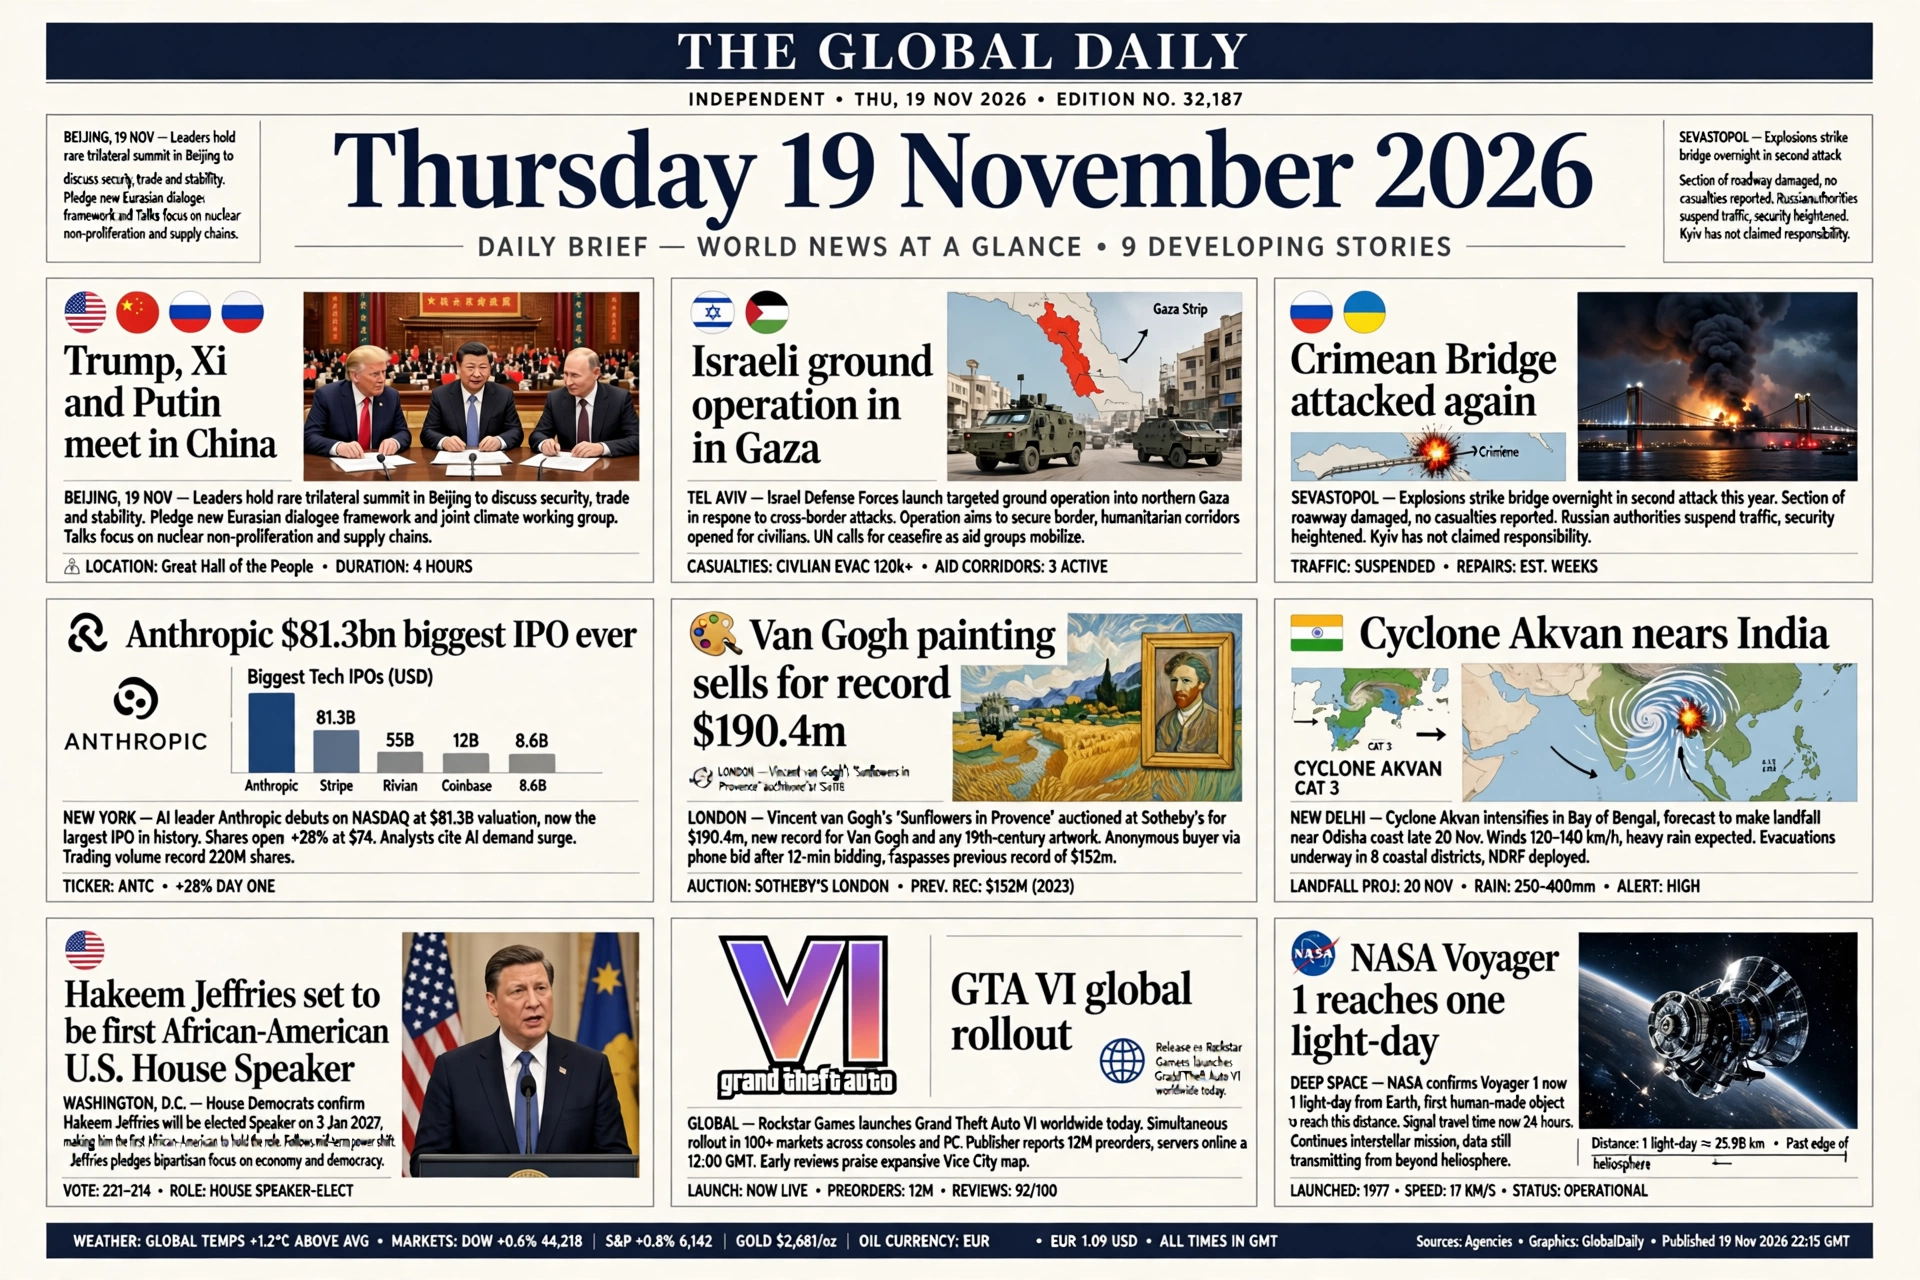 THE GLOBAL DAILY
INDEPENDENT • THU, 19 NOV 2026 • EDITION NO. 32,187
BEIJING, 19 NOV — Leaders hold
rare trilateral summit in Beijing to
discuss security, trade and stability.
Pledge new Eurasian
framework and Talks focus on nuclear
non-proliferation and supply chains.
Thursday 19 November 2026
DAILY BRIEF — WORLD NEWS AT A GLANCE • 9 DEVELOPING STORIES
SEVASTOPOL — Explosions strike
bridge overnight in second attack
Section of roadway damaged, no
casualties reported.
suspend traffic, security heightened.
Kyiv has not claimed responsibility.
Trump, Xi
and Putin
meet in China
BEIJING, 19 NOV — Leaders hold rare trilateral summit in Beijing to discuss security, trade
and stability. Pledge new Eurasian dialogee framework and joint climate working group.
Talks focus on nuclear non-proliferation and supply chains.
LOCATION: Great Hall of the People • DURATION: 4 HOURS
Israeli ground
operation in
in Gaza
Gaza Strip
TEL AVIV — Israel Defense Forces launch targeted ground operation into northern Gaza
in respone to cross-border attacks. Operation aims to secure border, humanitarian corridors
opened for civilians. UN calls for ceasefire as aid groups mobilize.
CASUALTIES: CIVLIAN EVAC 120k+ • AID CORRIDORS: 3 ACTIVE
Crimean Bridge
attacked again
Crimene
SEVASTOPOL — Explosions strike bridge overnight in second attack this year. Section of
roawway damaged, no casualties reported. Russian authorities suspend traffic, security
heightened. Kyiv has not claimed responsibility.
TRAFFIC: SUSPENDED • REPAIRS: EST. WEEKS
Anthropic $81.3bn biggest IPO ever
ANTHROPIC
Biggest Tech IPOs (USD)
81.3B
55B
12B
8.6B
Anthropic Stripe Rivian Coinbase 8.6B
NEW YORK — AI leader Anthropic debuts on NASDAQ at $81.3B valuation, now the
largest IPO in history. Shares open +28% at $74. Analysts cite AI demand surge.
Trading volume record 220M shares.
TICKER: ANTC • +28% DAY ONE
Van Gogh painting
sells for record
$190.4m
LONDON — Vincent van Gogh's 'Sunflowers in
Provence'
LONDON — Vincent van Gogh's 'Sunflowers in Provence' auctioned at Sotheby's for
$190.4m, new record for Van Gogh and any 19th-century artwork. Anonymous buyer via
phone bid after 12-min bidding, faspasses previous record of $152m.
AUCTION: SOTHEBY'S LONDON • PREV. REC: $152M (2023)
Cyclone Akvan nears India
CAT 3
CYCLONE AKVAN
CAT 3
NEW DELHI — Cyclone Akvan intensifies in Bay of Bengal, forecast to make landfall
near Odisha coast late 20 Nov. Winds 120–140 km/h, heavy rain expected. Evacuations
underway in 8 coastal districts, NDRF deployed.
LANDFALL PROJ: 20 NOV • RAIN: 250-400mm • ALERT: HIGH
Hakeem Jeffries set to
be first African-American
U.S. House Speaker
WASHINGTON, D.C. — House Democrats confirm
Hakeem Jeffries will be elected Speaker on 3 Jan 2027,
making him the first African-American to hold the role. Follows mid-term power shift.
Jeffries pledges bipartisan focus on economy and democracy.
VOTE: 221–214 • ROLE: HOUSE SPEAKER-ELECT
VI
grand theft auto
GTA VI global
rollout
Release Rockstar
launches
Auto VI
worldwide today.
GLOBAL — Rockstar Games launches Grand Theft Auto VI worldwide today. Simultaneous
rollout in 100+ markets across consoles and PC. Publisher reports 12M preorders, servers online a
12:00 GMT. Early reviews praise expansive Vice City map.
LAUNCH: NOW LIVE • PREORDERS: 12M • REVIEWS: 92/100
NASA
NASA Voyager
1 reaches one
light-day
DEEP SPACE — NASA confirms Voyager 1 now
1 light-day from Earth, first human-made object
reach this distance. Signal travel time now 24 hours.
Continues interstellar mission, data still
transmitting from beyond heliosphere.
Distance: 1 light-day ≈ 25.9B km • Past edge of
heliosphere
LAUNCHED: 1977 • SPEED: 17 KM/S • STATUS: OPERATIONAL
WEATHER: GLOBAL TEMPS +1.2°C ABOVE AVG • MARKETS: DOW +0.6% 44,218 | S&P +0.8% 6,142 | GOLD $2,681/oz | OIL CURRENCY: EUR • EUR 1.09 USD • ALL TIMES IN GMT
Sources: Agencies • Graphics: GlobalDaily • Published 19 Nov 2026 22:15 GMT